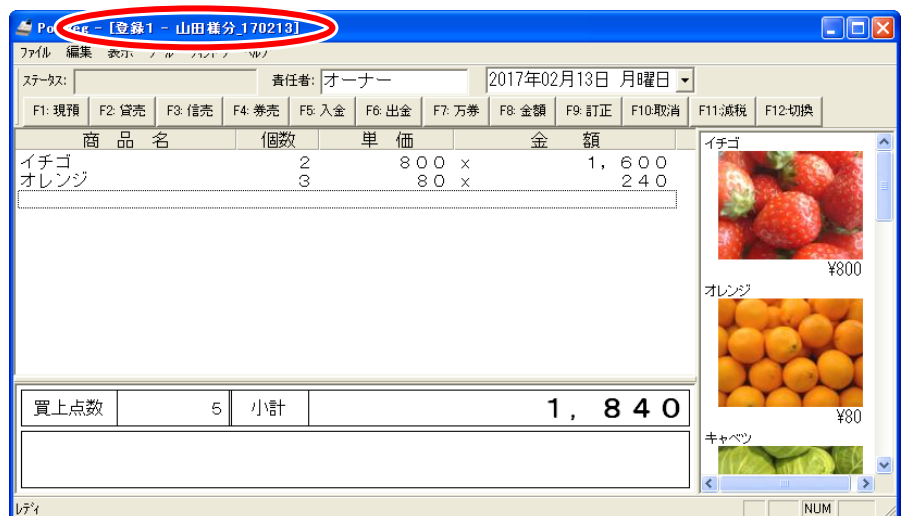 Po - [登録1 - 山田様分_170213]
ファイル 編集
ステータス: 責任者: オーナー 2017年02月13日 月曜日
F1: 現預 F2: 貸売 F3: 信売 F4: 券売 F5: 入金 F6: 出金 F7: 万券 F8: 金額 F9: 訂正 F10:取消 F11:減税 F12:切換
商 品 名 個数 単 価 金 額
イチゴ 2 800 x 1,600
オレンジ 3 80 x 240
買上点数 5 小計 1,840
イチゴ
¥800
オレンジ
¥80
キャベツ
レディ NUM